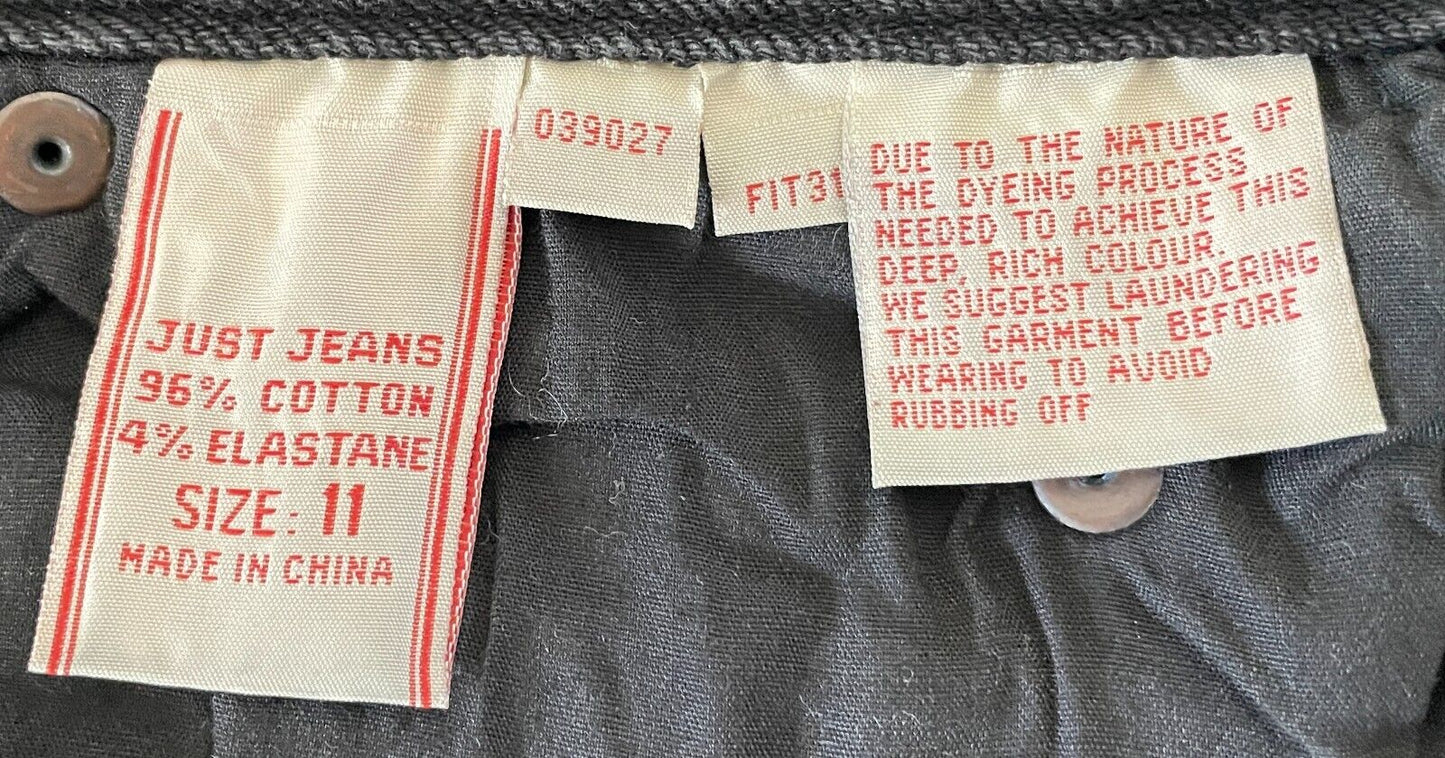 JUST JEANS
96% COTTON
4% ELASTANE
SIZE: 11
MADE IN CHINA
039027
FIT31
DUE TO THE NATURE OF
THE DYEING PROCESS
NEEDED TO ACHIEVE THIS
DEEP, RICH COLOUR.
WE SUGGEST LAUNDERING
THIS GARMENT BEFORE
WEARING TO AVOID
RUBBING OFF